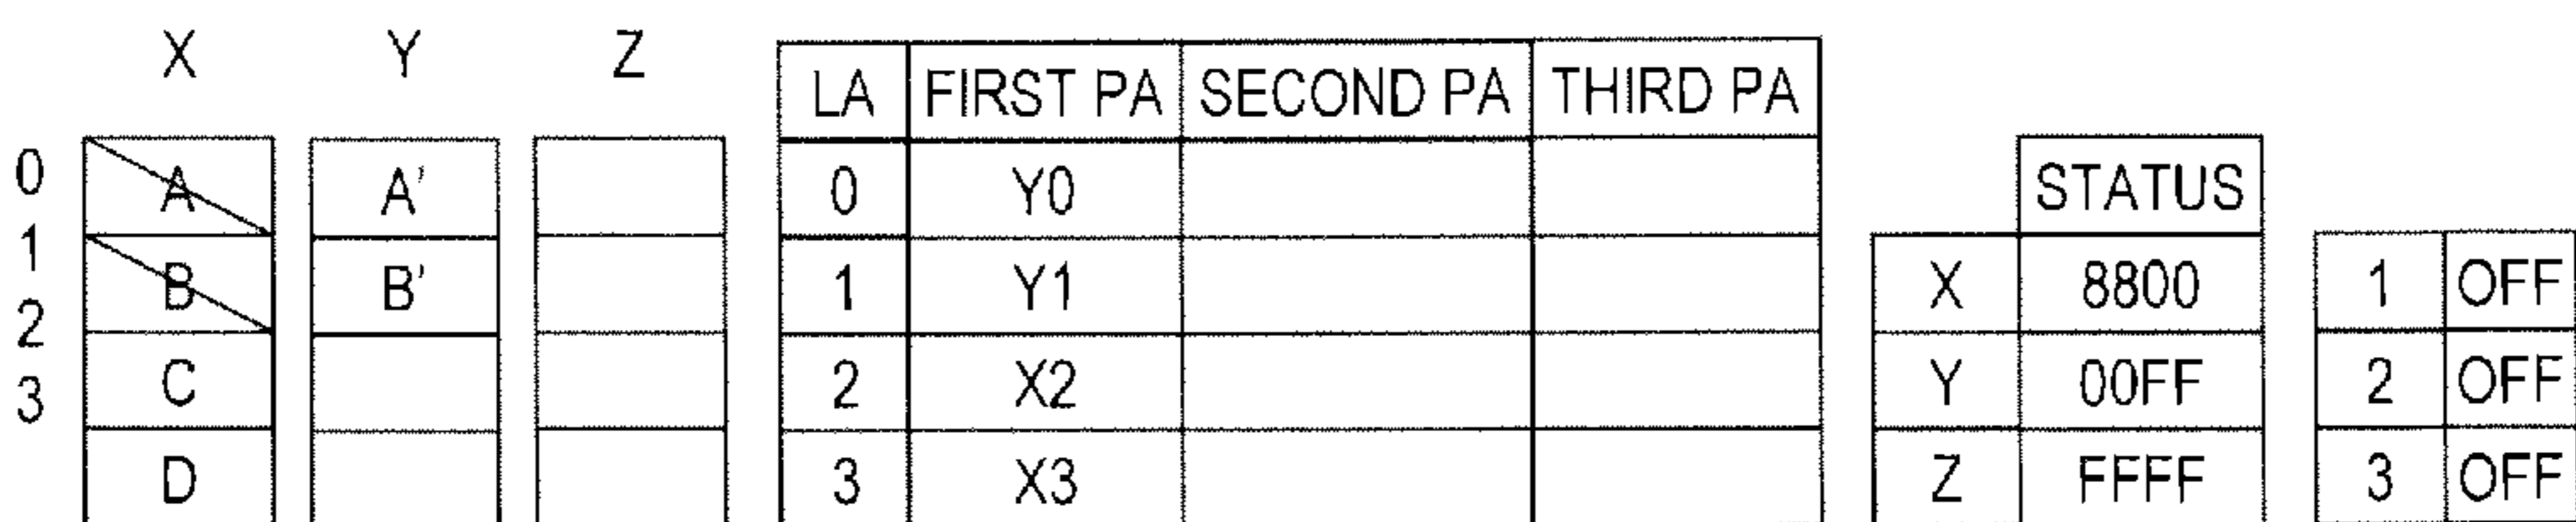 X Y Z
LA FIRST PA SECOND PA THIRD PA
0 A A' 0 Y0 STATUS
1 B B' 1 Y1 X 8800 1 OFF
2 C 2 X2 Y 00FF 2 OFF
3 D 3 X3 Z FFFF 3 OFF